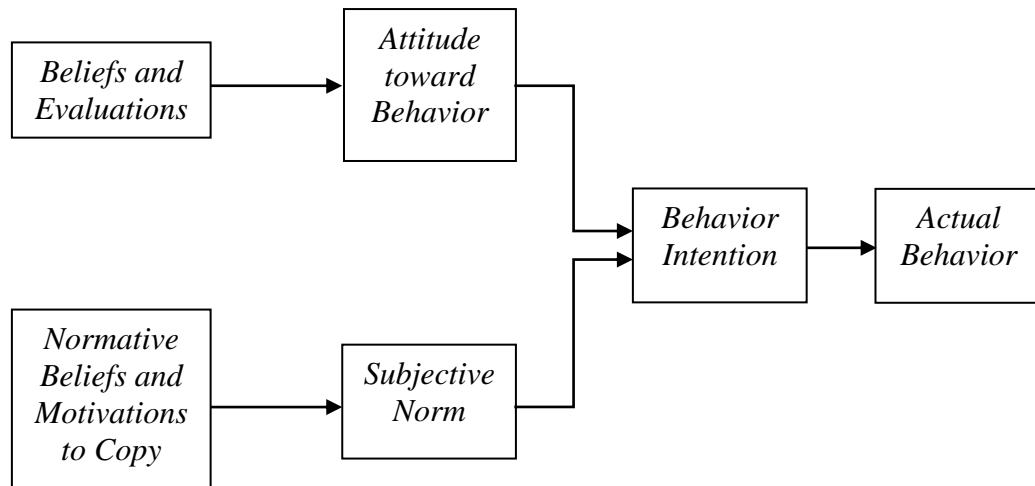 Beliefs and
Evaluations
Attitude
toward
Behavior
Behavior
Intention
Actual
Behavior
Normative
Beliefs and
Motivations
to Copy
Subjective
Norm